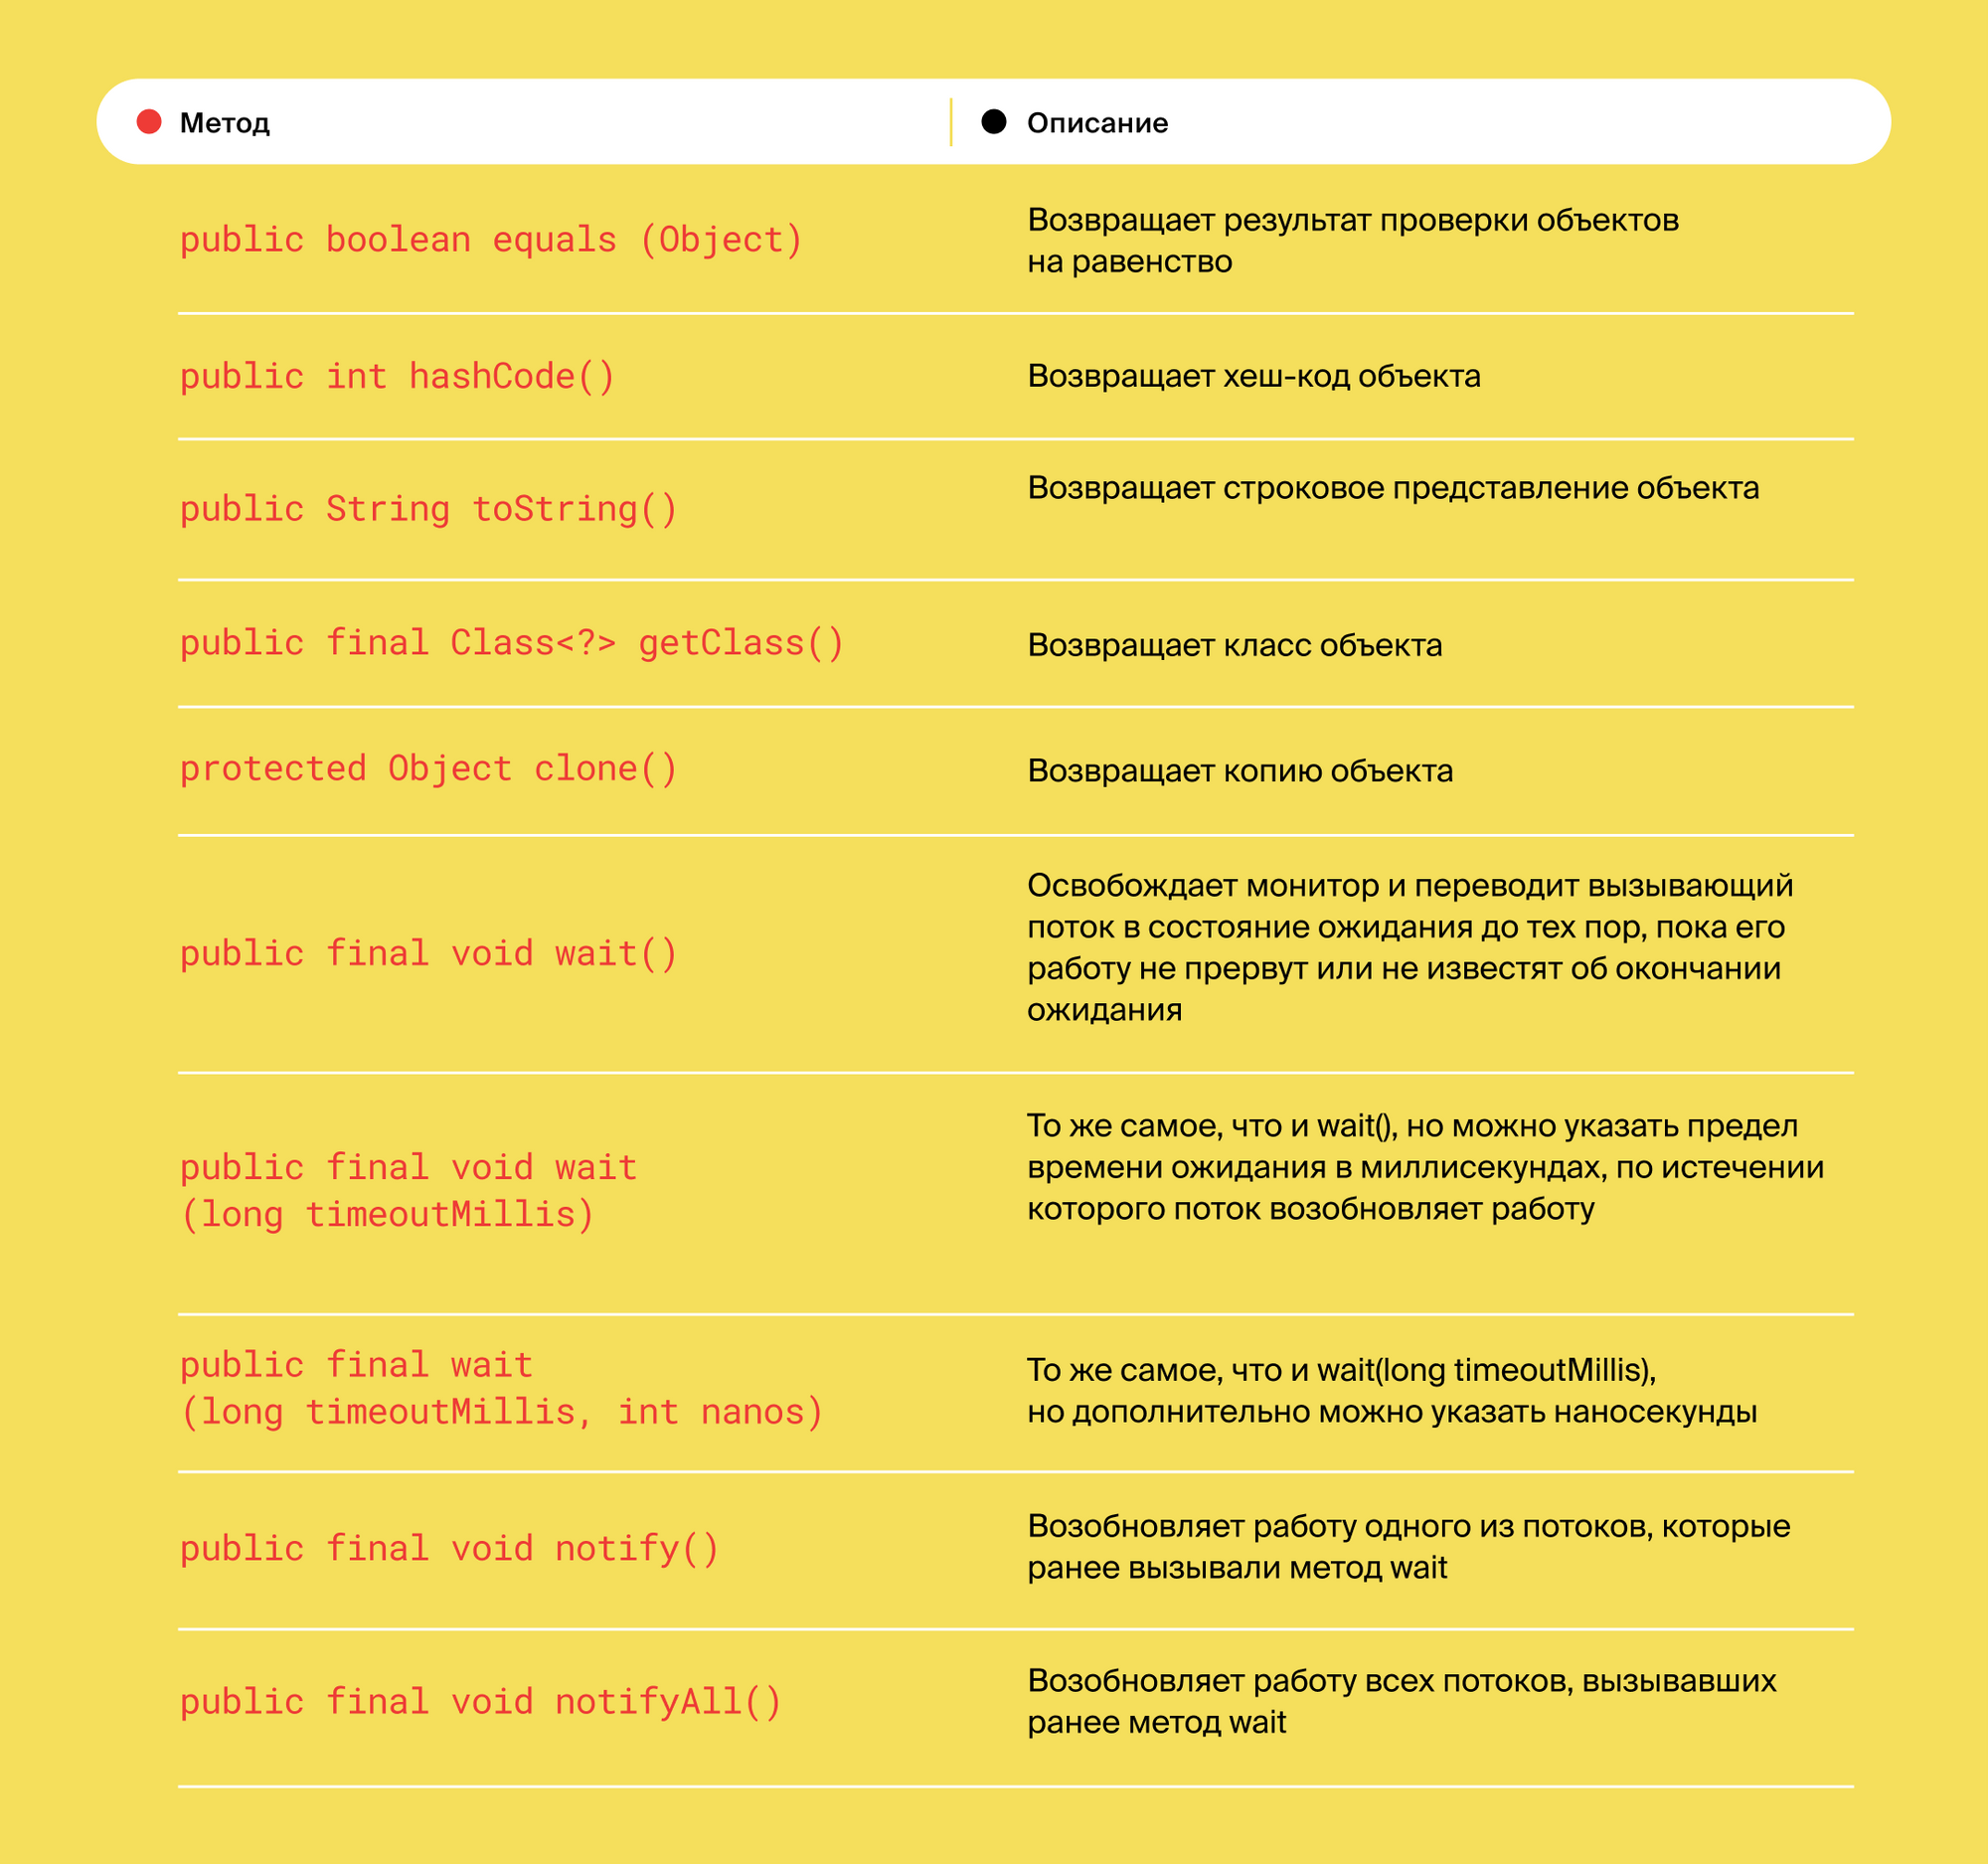 Метод
Описание
public boolean equals (Object)
Возвращает результат проверки объектов
на равенство
public int hashCode()
Возвращает хеш-код объекта
public String toString()
Возвращает строковое представление объекта
public final Class<?> getClass()
Возвращает класс объекта
protected Object clone()
Возвращает копию объекта
public final void wait()
Освобождает монитор и переводит вызывающий
поток в состояние ожидания до тех пор, пока его
работу не прервут или не известят об окончании
ожидания
public final void wait
(long timeoutMillis)
То же самое, что и wait(), но можно указать предел
времени ожидания в миллисекундах, по истечении
которого поток возобновляет работу
public final wait
(long timeoutMillis, int nanos)
То же самое, что и wait(long timeoutMillis),
но дополнительно можно указать наносекунды
public final void notify()
Возобновляет работу одного из потоков, которые
ранее вызывали метод wait
public final void notifyAll()
Возобновляет работу всех потоков, вызывавших
ранее метод wait